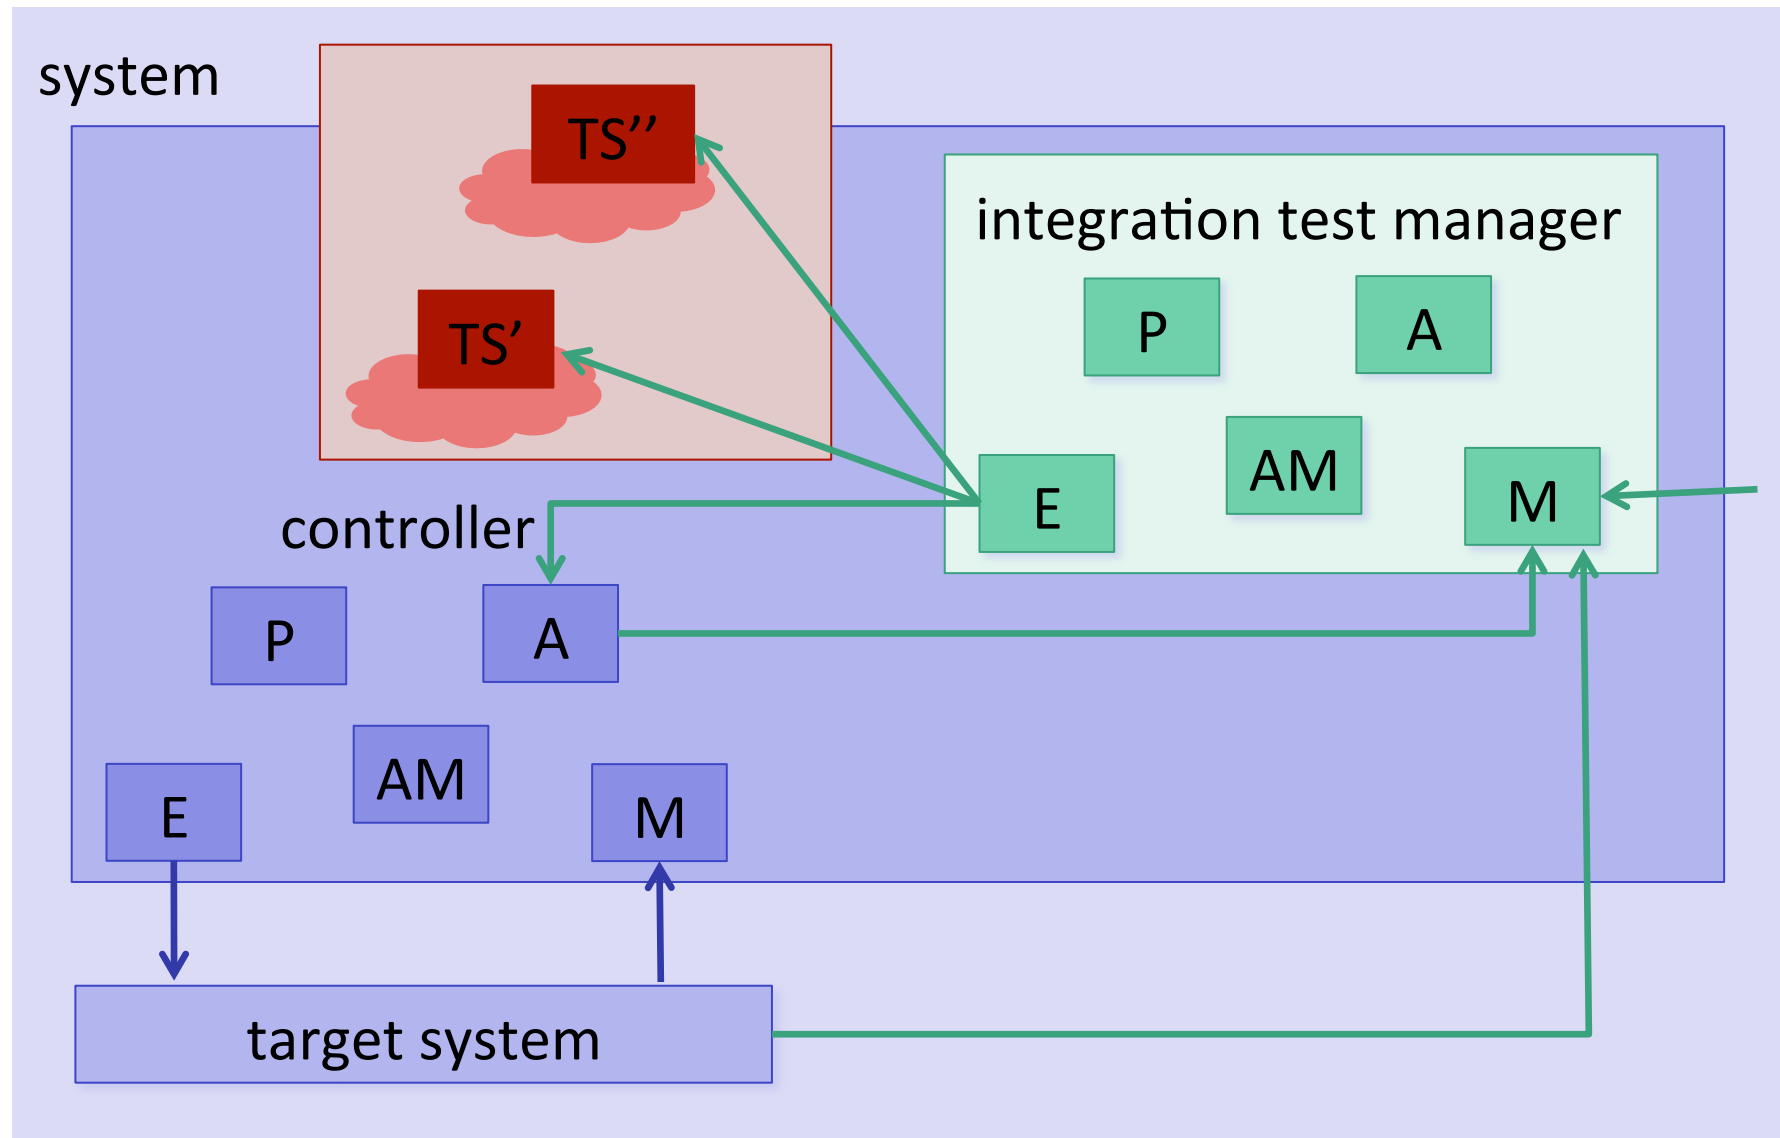 system
TS’’
integration test manager
TS’
P
A
E
AM
M
controller
P
A
E
AM
M
target system